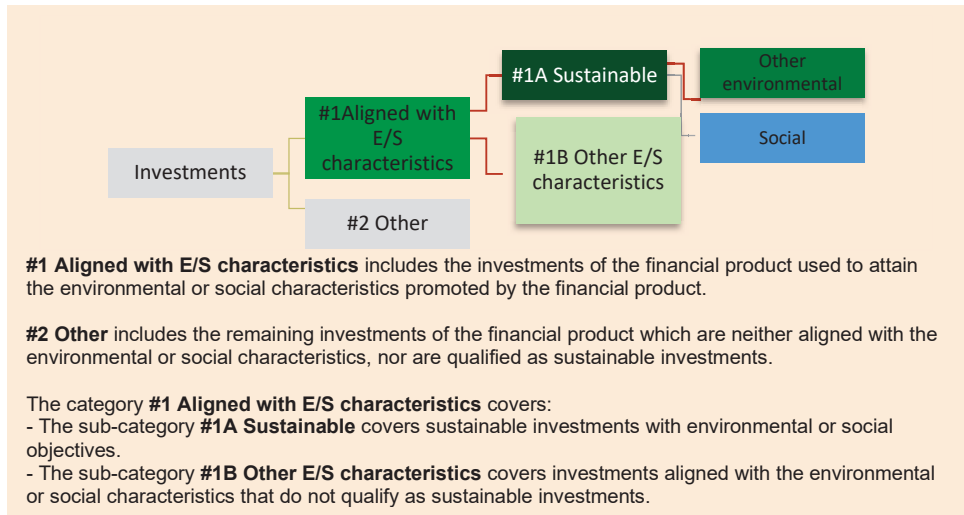 #1A Sustainable
Other
environmental
#1Aligned with
E/S
characteristics
Social
#1B Other E/S
characteristics
Investments
#2 Other
#1 Aligned with E/S characteristics includes the investments of the financial product used to attain
the environmental or social characteristics promoted by the financial product.
#2 Other includes the remaining investments of the financial product which are neither aligned with the
environmental or social characteristics, nor are qualified as sustainable investments.
The category #1 Aligned with E/S characteristics covers:
- The sub-category #1A Sustainable covers sustainable investments with environmental or social
objectives.
- The sub-category #1B Other E/S characteristics covers investments aligned with the environmental
or social characteristics that do not qualify as sustainable investments.